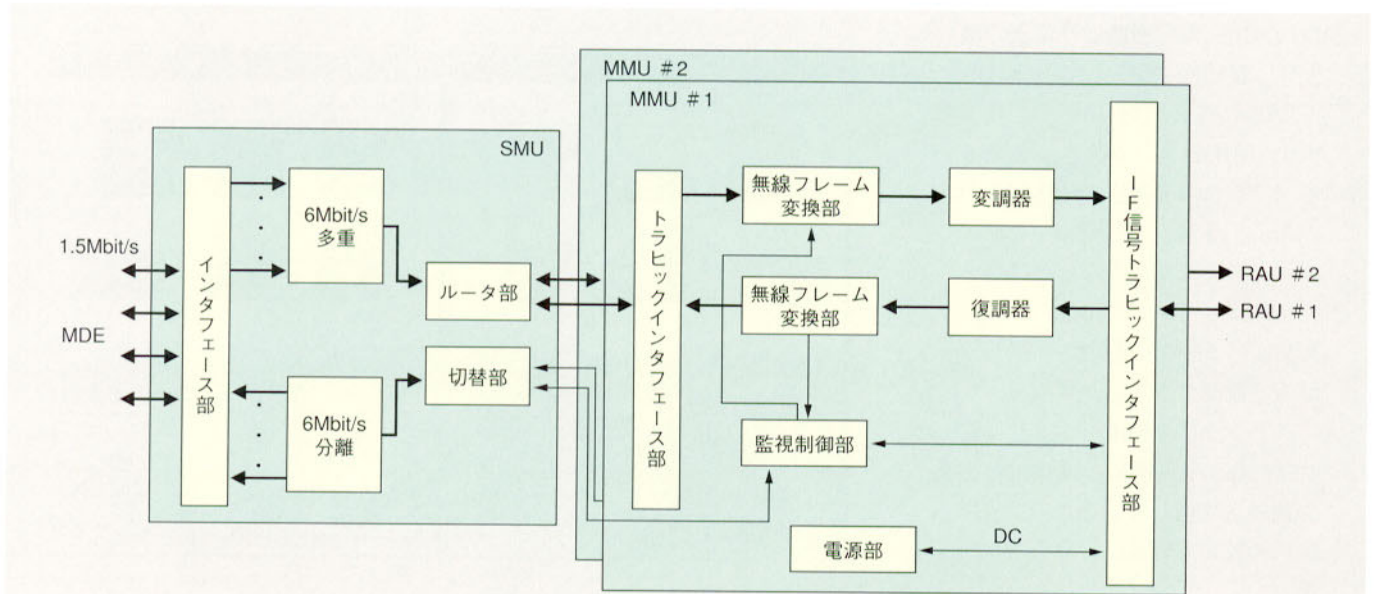 MMU #2
MMU #1
SMU
1.5Mbit/s
MDE
インタフェース部
6Mbit/s
多重
6Mbit/s
分離
ルータ部
切替部
トラヒックインタフェース部
無線フレーム
変換部
変調器
無線フレーム
変換部
復調器
監視制御部
電源部
DC
IF信号トラヒックインタフェース部
RAU #2
RAU #1